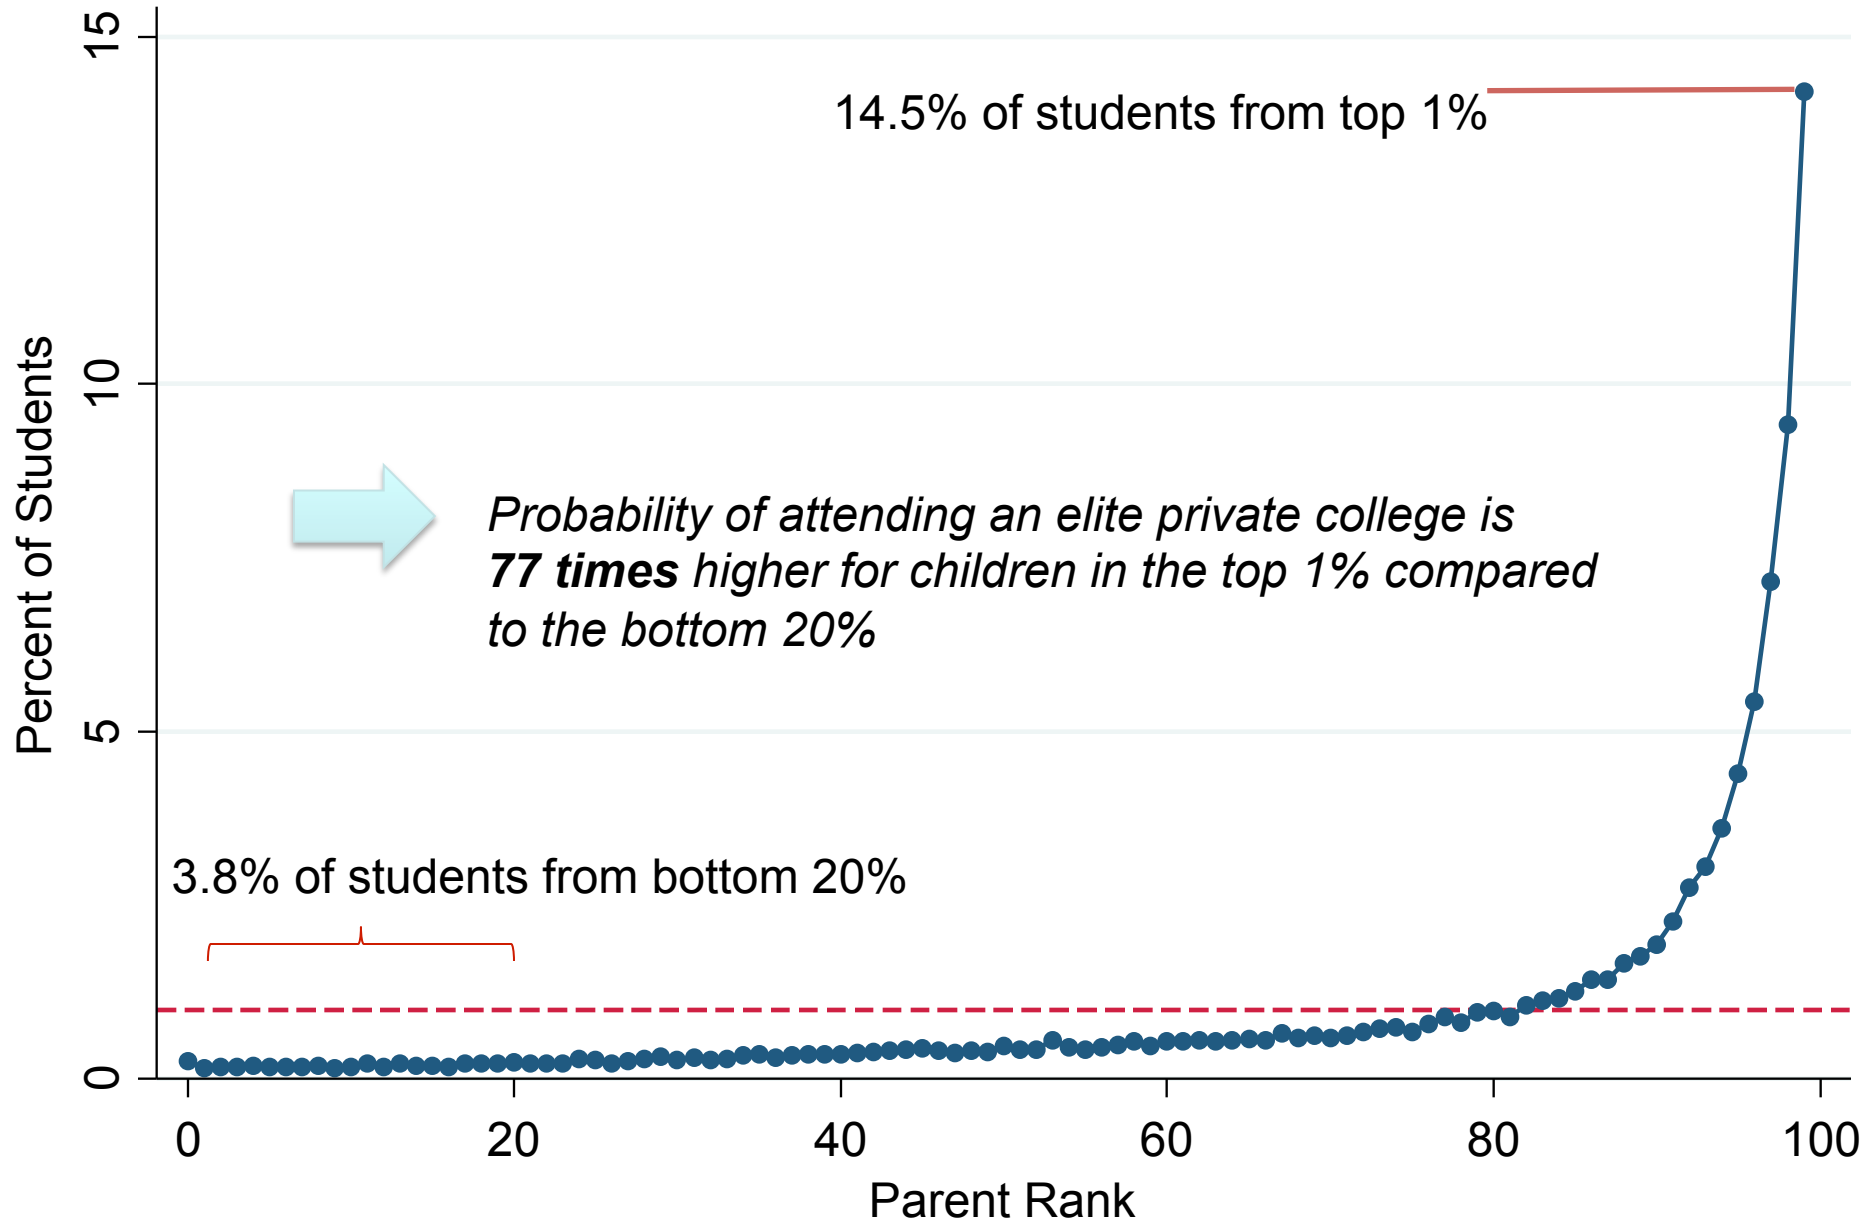 15
14.5% of students from top 1%
10
Percent of Students
Probability of attending an elite private college is
77 times higher for children in the top 1% compared
to the bottom 20%
5
3.8% of students from bottom 20%
0
0 20 40 60 80 100
Parent Rank